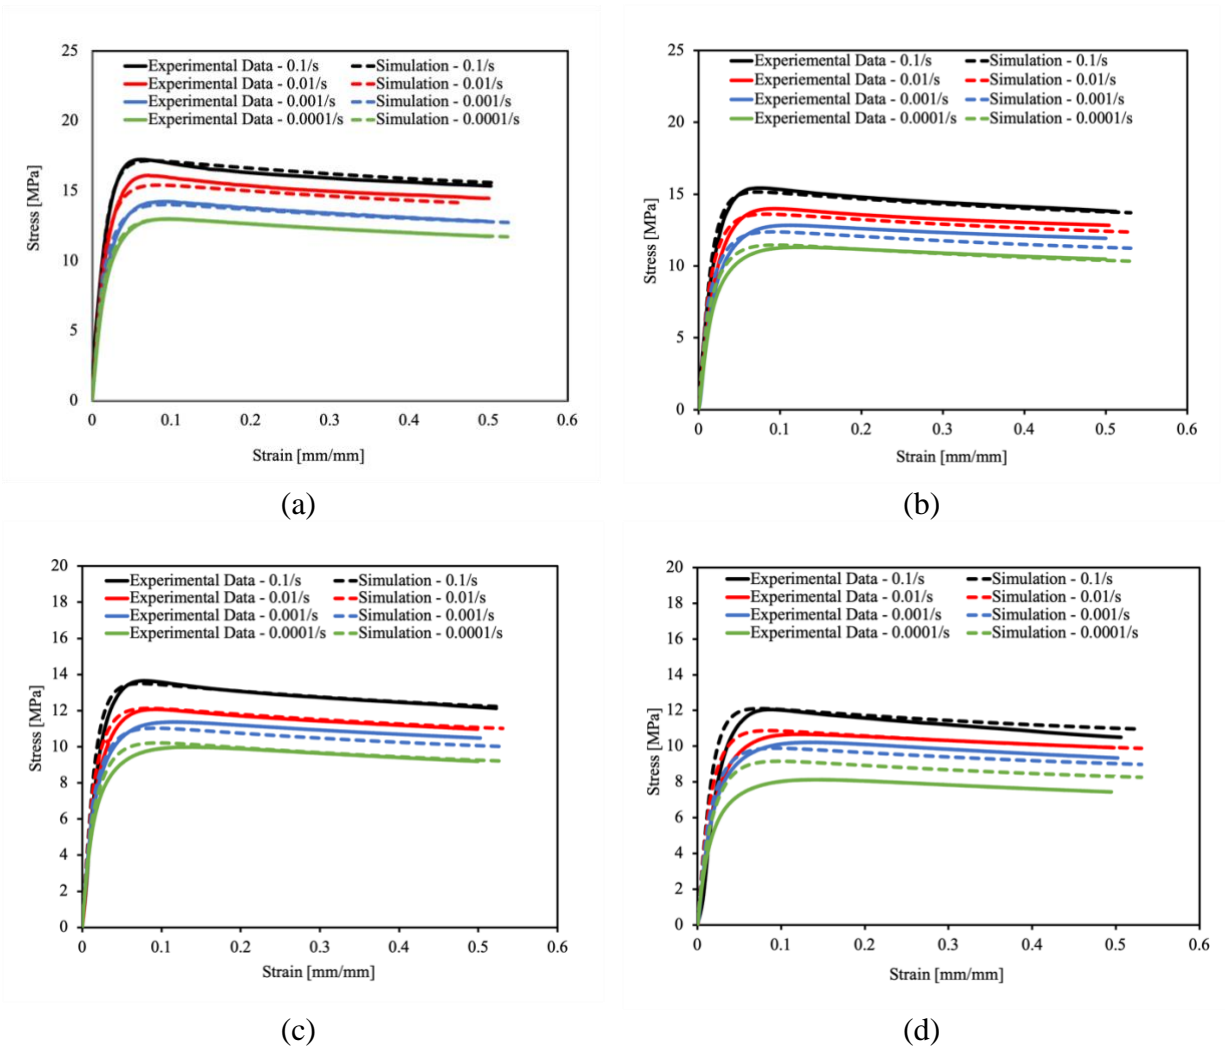 25
20
15
10
5
0
0
0.1
0.2
0.3
0.4
0.5
0.6
Stress [MPa]
Strain [mm/mm]
Experimental Data - 0.1/s
Simulation - 0.1/s
Experimental Data - 0.01/s
Simulation - 0.01/s
Experimental Data - 0.001/s
Simulation - 0.001/s
Experimental Data - 0.0001/s
Simulation - 0.0001/s
(a)
25
20
15
10
5
0
0
0.1
0.2
0.3
0.4
0.5
0.6
Stress [MPa]
Strain [mm/mm]
Experiemental Data - 0.1/s
Simulation - 0.1/s
Experiemental Data - 0.01/s
Simulation - 0.01/s
Experiemental Data - 0.001/s
Simulation - 0.001/s
Experiemental Data - 0.0001/s
Simulation - 0.0001/s
(b)
20
18
16
14
12
10
8
6
4
2
0
0
0.1
0.2
0.3
0.4
0.5
0.6
Stress [MPa]
Strain [mm/mm]
Experimental Data - 0.1/s
Simulation - 0.1/s
Experimental Data - 0.01/s
Simulation - 0.01/s
Experimental Data - 0.001/s
Simulation - 0.001/s
Experimental Data - 0.0001/s
Simulation - 0.0001/s
(c)
20
18
16
14
12
10
8
6
4
2
0
0
0.1
0.2
0.3
0.4
0.5
0.6
Stress [MPa]
Strain [mm/mm]
Experimental Data - 0.1/s
Simulation - 0.1/s
Experimental Data - 0.01/s
Simulation - 0.01/s
Experimental Data - 0.001/s
Simulation - 0.001/s
Experimental Data - 0.0001/s
Simulation - 0.0001/s
(d)